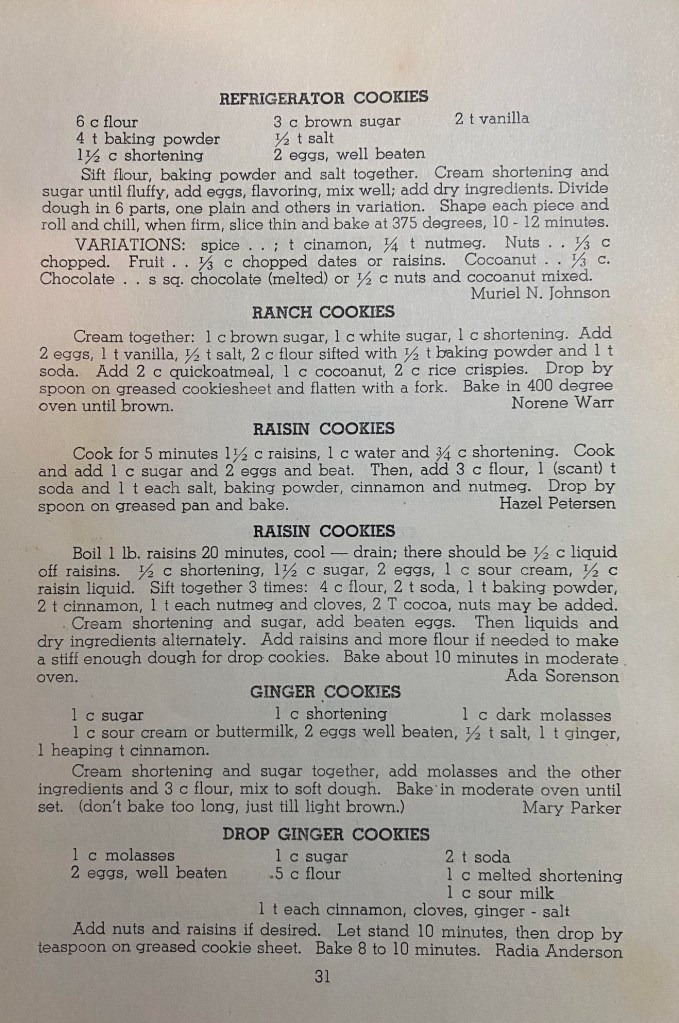 REFRIGERATOR COOKIES
6 c flour 3 c brown sugar 2 t vanilla
4 t baking powder ½ t salt
1½ c shortening 2 eggs, well beaten
Sift flour, baking powder and salt together. Cream shortening and
sugar until fluffy, add eggs, flavoring, mix well; add dry ingredients. Divide
dough in 6 parts, one plain and others in variation. Shape each piece and
roll and chill, when firm, slice thin and bake at 375 degrees, 10 - 12 minutes.
VARIATIONS: spice . . ; t cinamon, ¼ t nutmeg. Nuts . . ⅓ c
chopped. Fruit . . ⅓ c chopped dates or raisins. Cocoanut . . ⅓ c.
Chocolate . . s sq. chocolate (melted) or ½ c nuts and cocoanut mixed.
Muriel N. Johnson
RANCH COOKIES
Cream together: 1 c brown sugar, 1 c white sugar, 1 c shortening. Add
2 eggs, 1 t vanilla, ½ t salt, 2 c flour sifted with ½ t baking powder and 1 t
soda. Add 2 c quickoatmeal, 1 c cocoanut, 2 c rice crispies. Drop by
spoon on greased cookiesheet and flatten with a fork. Bake in 400 degree
oven until brown. Norene Warr
RAISIN COOKIES
Cook for 5 minutes 1½ c raisins, 1 c water and ¾ c shortening. Cook
and add 1 c sugar and 2 eggs and beat. Then, add 3 c flour, 1 (scant) t
soda and 1 t each salt, baking powder, cinnamon and nutmeg. Drop by
spoon on greased pan and bake. Hazel Petersen
RAISIN COOKIES
Boil 1 lb. raisins 20 minutes, cool — drain; there should be ½ c liquid
off raisins. ½ c shortening, 1½ c sugar, 2 eggs, 1 c sour cream, ½ c
raisin liquid. Sift together 3 times: 4 c flour, 2 t soda, 1 t baking powder,
2 t cinnamon, 1 t each nutmeg and cloves, 2 T cocoa, nuts may be added.
Cream shortening and sugar, add beaten eggs. Then liquids and
dry ingredients alternately. Add raisins and more flour if needed to make
a stiff enough dough for drop cookies. Bake about 10 minutes in moderate
oven. Ada Sorenson
GINGER COOKIES
1 c sugar 1 c shortening 1 c dark molasses
1 c sour cream or buttermilk, 2 eggs well beaten, ½ t salt, 1 t ginger,
1 heaping t cinnamon.
Cream shortening and sugar together, add molasses and the other
ingredients and 3 c flour, mix to soft dough. Bake in moderate oven until
set. (don't bake too long, just till light brown.) Mary Parker
DROP GINGER COOKIES
1 c molasses 1 c sugar 2 t soda
2 eggs, well beaten 5 c flour 1 c melted shortening
1 c sour milk
1 t each cinnamon, cloves, ginger - salt
Add nuts and raisins if desired. Let stand 10 minutes, then drop by
teaspoon on greased cookie sheet. Bake 8 to 10 minutes. Radia Anderson
31